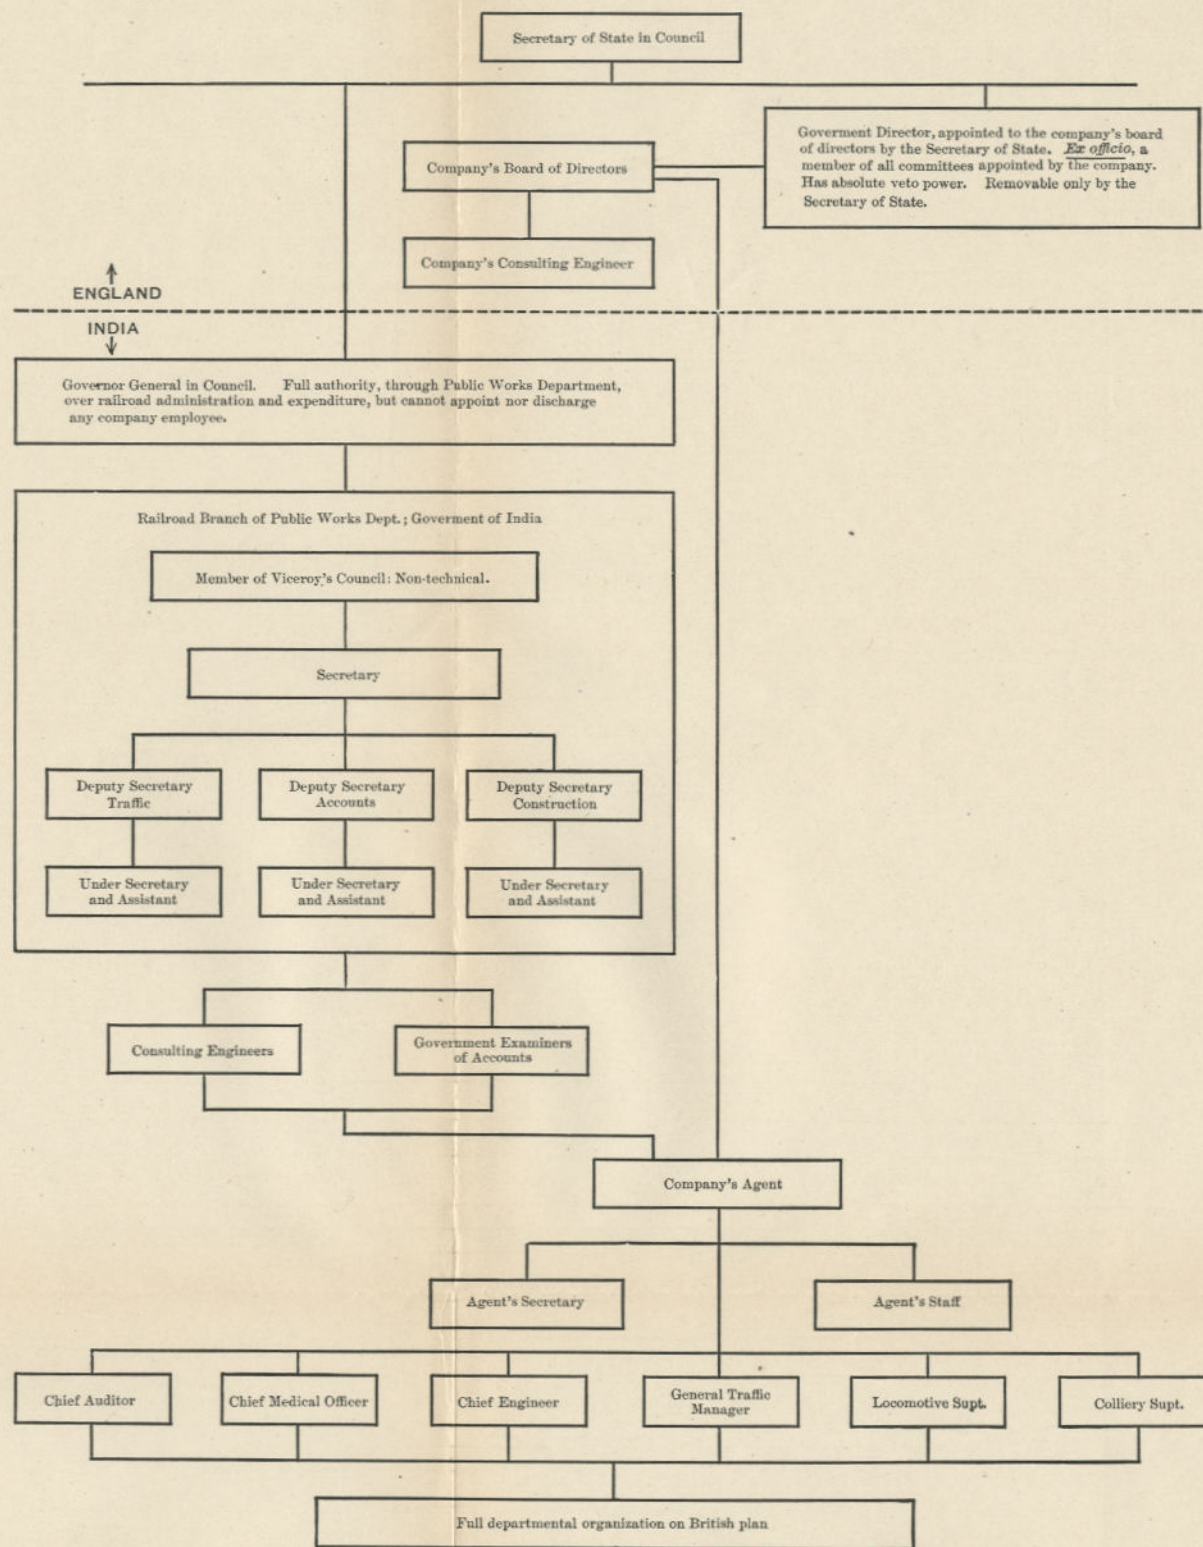 Secretary of State in Council
Goverment Director, appointed to the company's board
of directors by the Secretary of State. Ex officio, a
member of all committees appointed by the company.
Has absolute veto power. Removable only by the
Secretary of State.
Company's Board of Directors
Company's Consulting Engineer
ENGLAND
INDIA
Governor General in Council. Full authority, through Public Works Department,
over railroad administration and expenditure, but cannot appoint nor discharge
any company employee.
Railroad Branch of Public Works Dept.; Goverment of India
Member of Viceroy's Council: Non-technical.
Secretary
Deputy Secretary
Traffic
Deputy Secretary
Accounts
Deputy Secretary
Construction
Under Secretary
and Assistant
Under Secretary
and Assistant
Under Secretary
and Assistant
Consulting Engineers
Government Examiners
of Accounts
Company's Agent
Agent's Secretary
Agent's Staff
Chief Auditor
Chief Medical Officer
Chief Engineer
General Traffic
Manager
Locomotive Supt.
Colliery Supt.
Full departmental organization on British plan